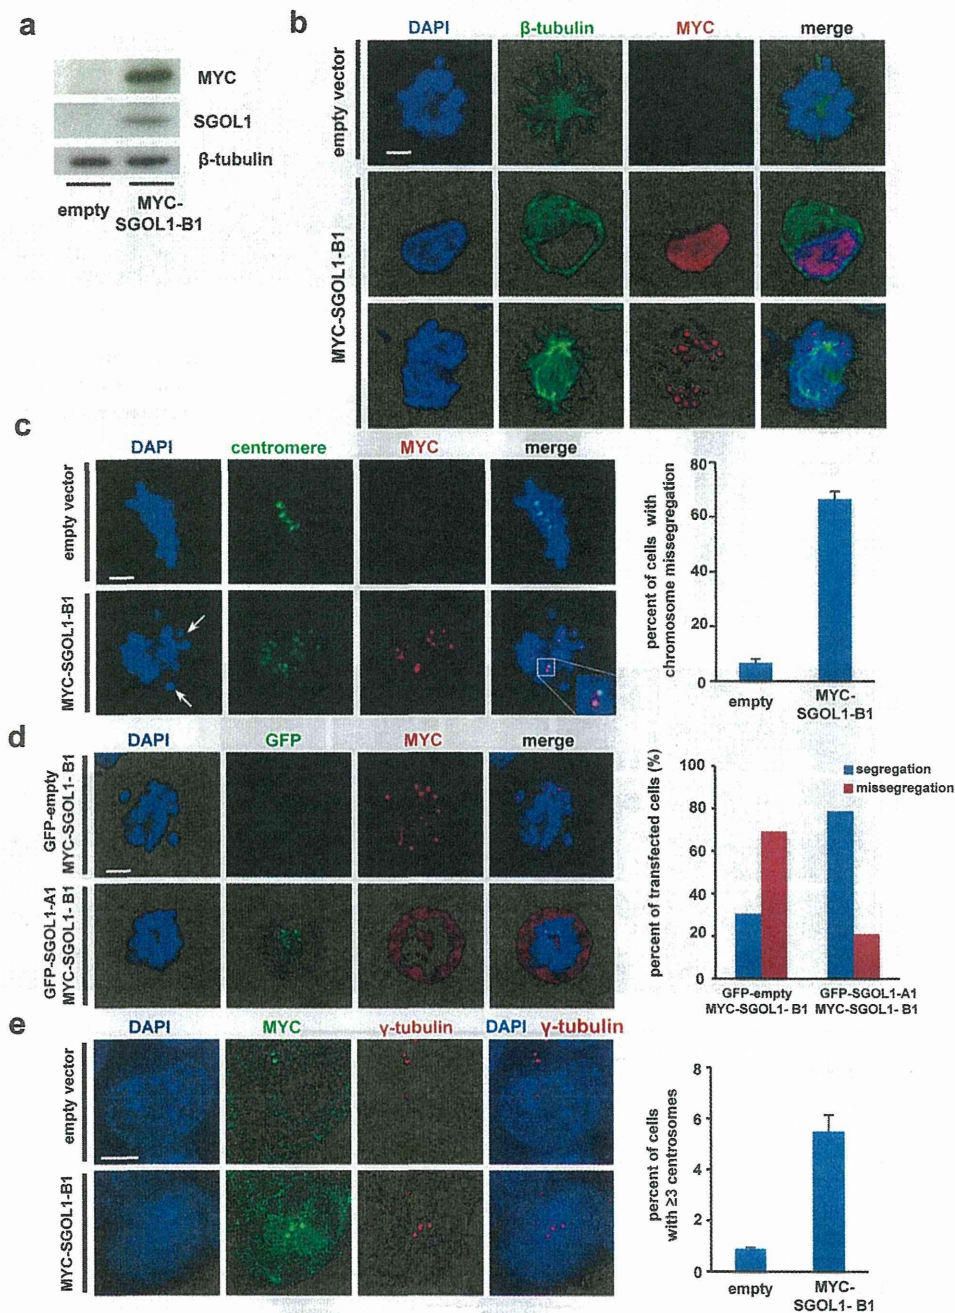 a
MYC
SGOL1
β-tubulin
empty
MYC-
SGOL1-B1
b
DAPI
β-tubulin
MYC
merge
empty vector
MYC-SGOL1-B1
c
DAPI
centromere
MYC
merge
empty vector
MYC-SGOL1-B1
percent of cells with
chromosome missegregation
80
60
40
20
0
empty
MYC-
SGOL1-B1
d
DAPI
GFP
MYC
merge
GFP-empty
MYC-SGOL1- B1
GFP-SGOL1-A1
MYC-SGOL1- B1
percent of transfected cells (%)
100
80
60
40
20
0
segregation
missegregation
GFP-empty
MYC-SGOL1- B1
GFP-SGOL1-A1
MYC-SGOL1- B1
e
DAPI
MYC
γ-tubulin
DAPI γ-tubulin
empty vector
MYC-SGOL1-B1
percent of cells
with ≥3 centrosomes
8
6
4
2
0
empty
MYC-
SGOL1- B1